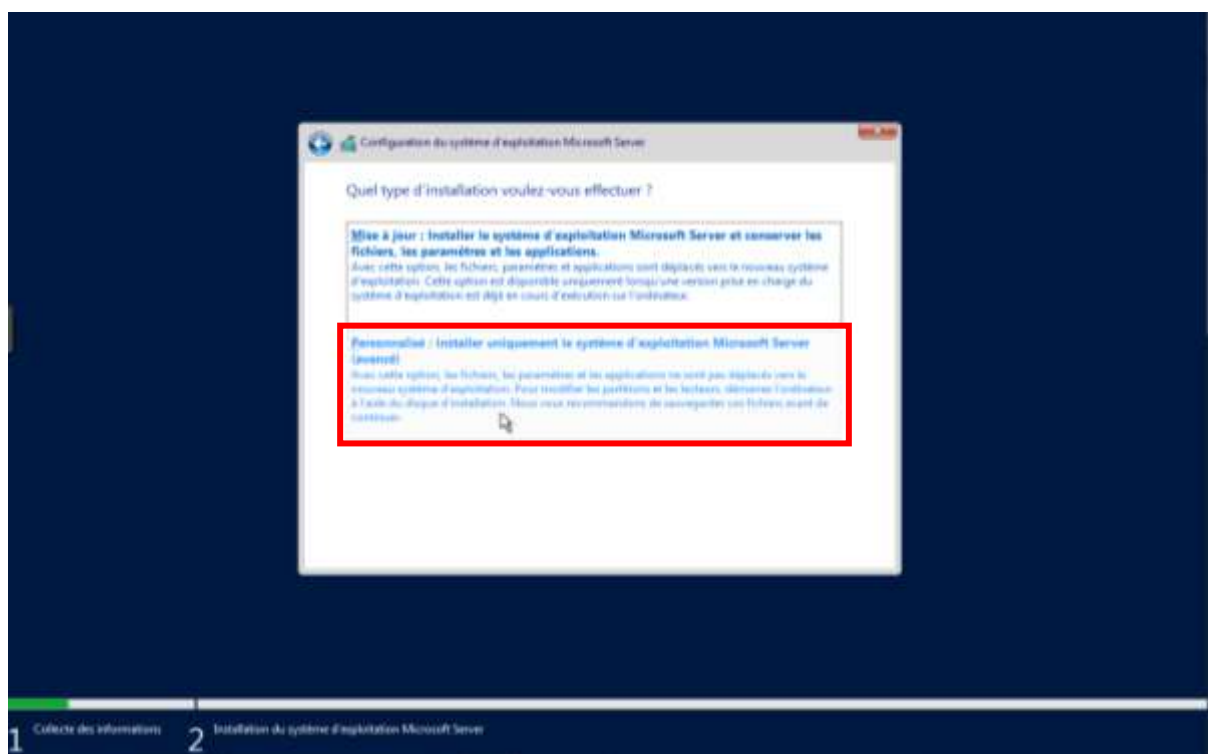 Configuration du système d'exploitation Microsoft Server
Quel type d'installation voulez-vous effectuer ?
Mise à jour : Installer le système d'exploitation Microsoft Server et conserver les
fichiers, les paramètres et les applications.
Avec cette option, les fichiers, paramètres et applications sont déplacés vers le nouveau système
d'exploitation. Cette option est disponible uniquement lorsqu'une version prise en charge du
système d'exploitation est déjà en cours d'exécution sur l'ordinateur.
Personnalisé : Installer uniquement le système d'exploitation Microsoft Server
(avancé)
Avec cette option, les fichiers, les paramètres et les applications ne sont pas déplacés vers le
nouveau système d'exploitation. Pour modifier les partitions et les lecteurs, démarrez l'ordinateur
à l'aide du disque d'installation. Nous vous recommandons de sauvegarder vos fichiers avant de
continuer.
1 Collecte des informations
2 Installation du système d'exploitation Microsoft Server